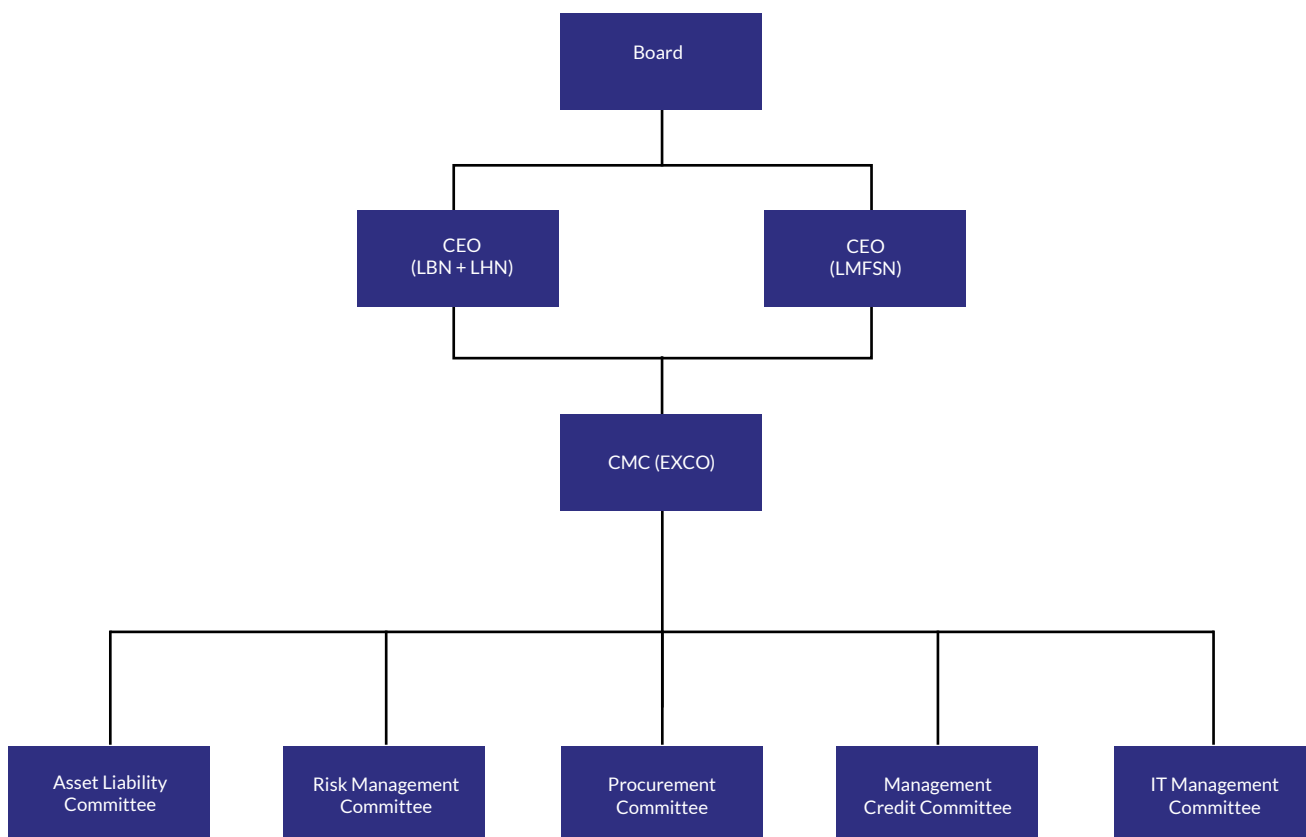 Board
CEO
(LBN + LHN)
CEO
(LMFSN)
CMC (EXCO)
Asset Liability
Committee
Risk Management
Committee
Procurement
Committee
Management
Credit Committee
IT Management
Committee